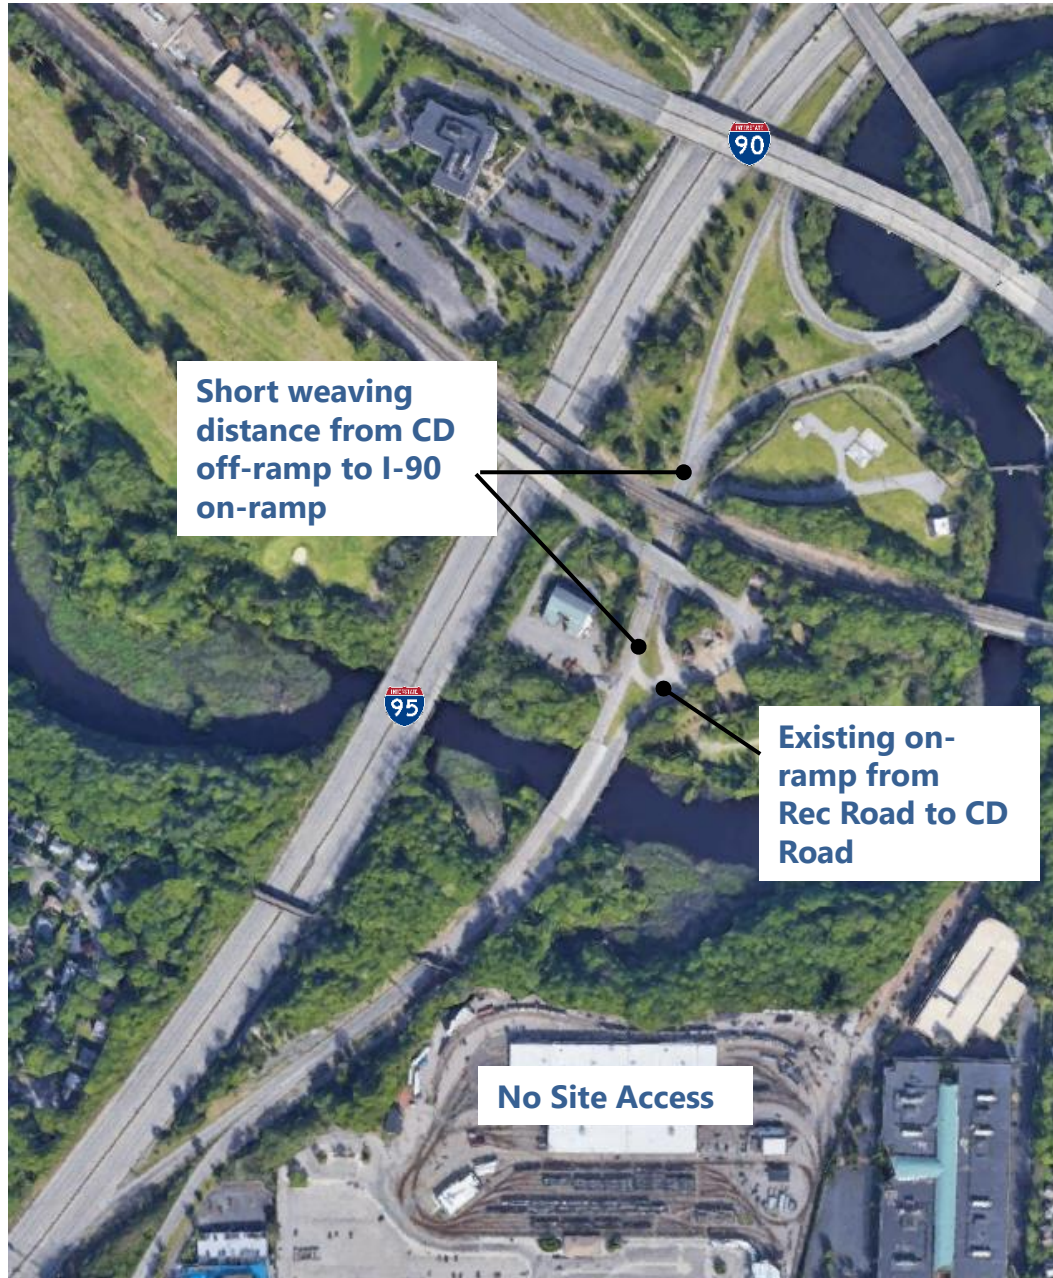 INTERSTATE
90
Short weaving
distance from CD
off-ramp to I-90
on-ramp
INTERSTATE
95
Existing on-
ramp from
Rec Road to CD
Road
No Site Access